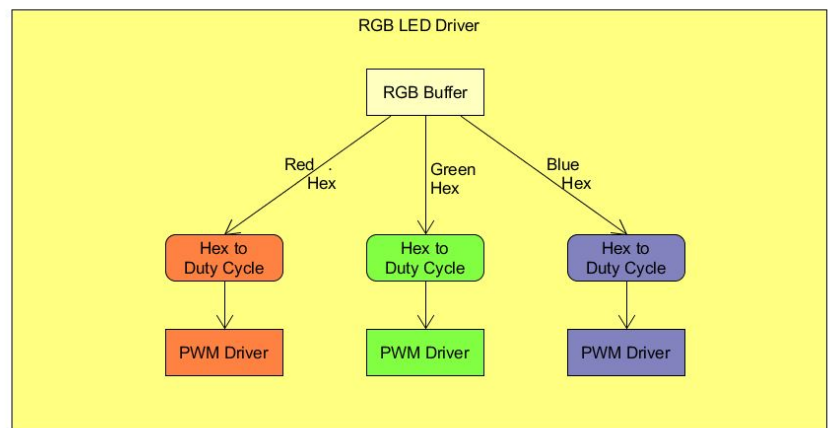 RGB LED Driver
RGB Buffer
Red .
Hex
Green
Hex
Blue
Hex
Hex to
Duty Cycle
Hex to
Duty Cycle
Hex to
Duty Cycle
PWM Driver
PWM Driver
PWM Driver